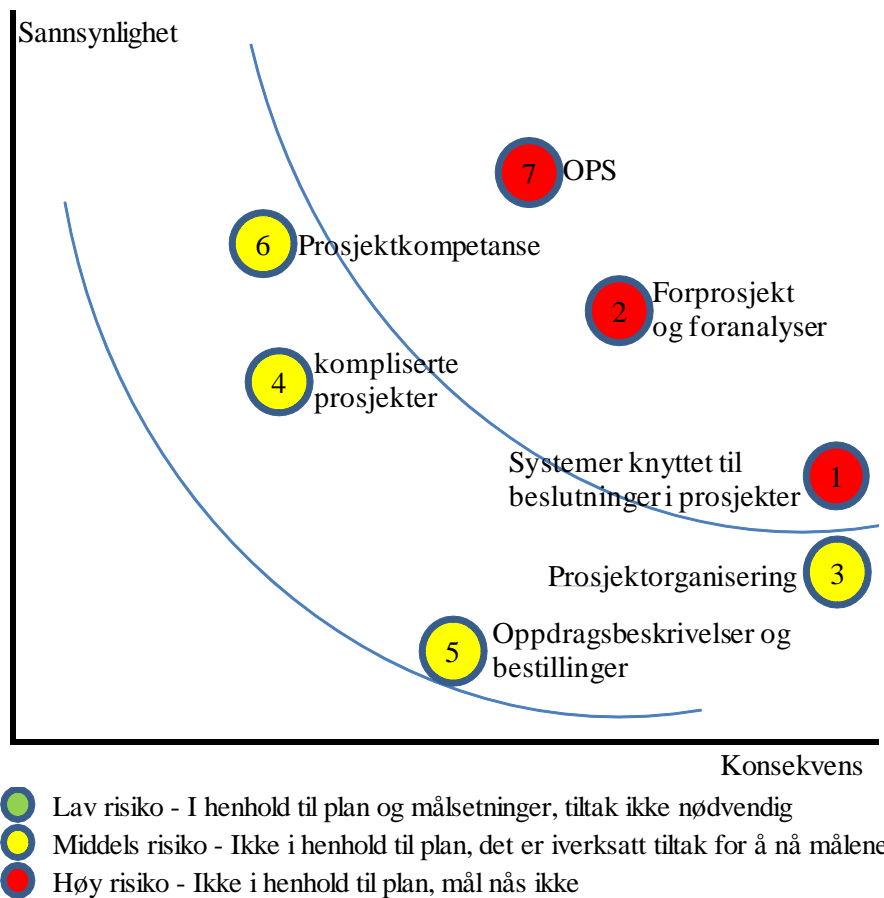 Sannsynlighet
7
OPS
6
Prosjektkompetanse
2
Forprosjekt
og foranalyser
4
kompliserte
prosjekter
Systemer knyttet til
beslutninger i prosjekter
1
Prosjektorganisering
3
5
Oppdragsbeskrivelser og
bestillinger
Konsekvens
Lav risiko - I henhold til plan og målsetninger, tiltak ikke nødvendig
Middels risiko - Ikke i henhold til plan, det er iverksatt tiltak for å nå målene
Høy risiko - Ikke i henhold til plan, mål nås ikke